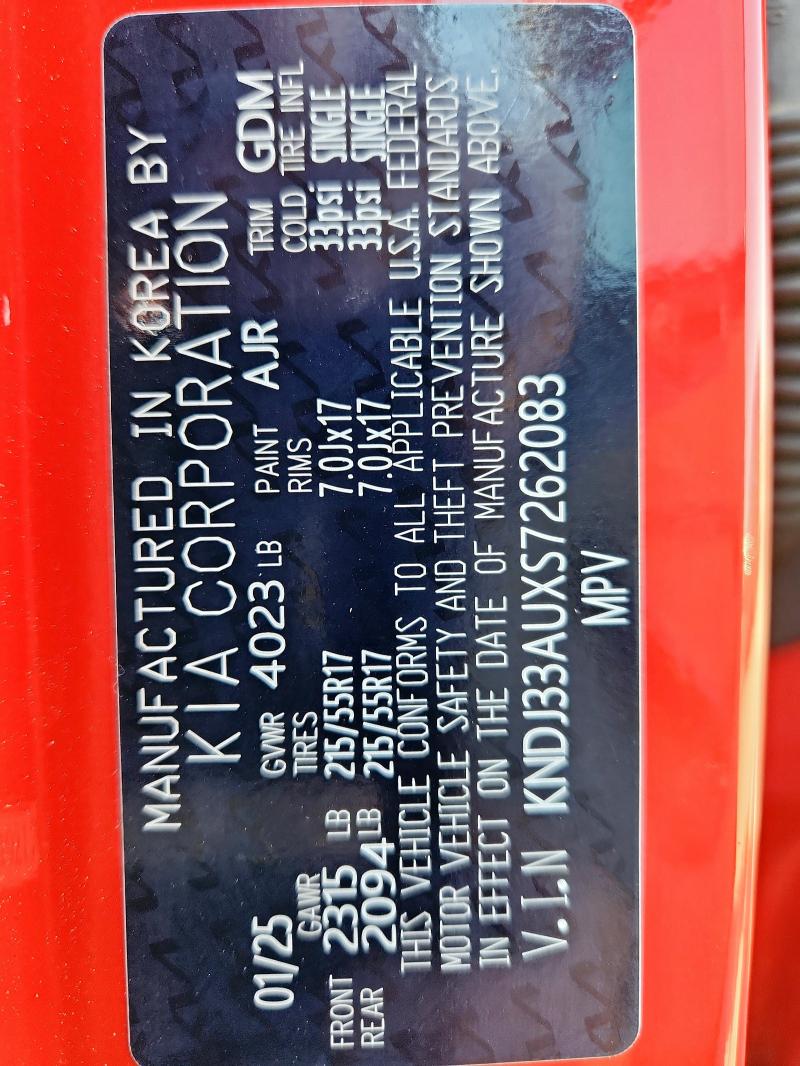 MANUFACTURED IN KOREA BY
KIA CORPORATION
01/25 GVWR 4023 LB PAINT AJR TRIM GDM
GAWR TIRES RIMS COLD TIRE INFL
FRONT 2315 LB 215/55R17 7.0Jx17 33psi SINGLE
REAR 2094 LB 215/55R17 7.0Jx17 33psi SINGLE
THIS VEHICLE CONFORMS TO ALL APPLICABLE U.S.A. FEDERAL
MOTOR VEHICLE SAFETY AND THEFT PREVENTION STANDARDS
IN EFFECT ON THE DATE OF MANUFACTURE SHOWN ABOVE.
V.I.N KNDJ33AUXS7262083
MPV